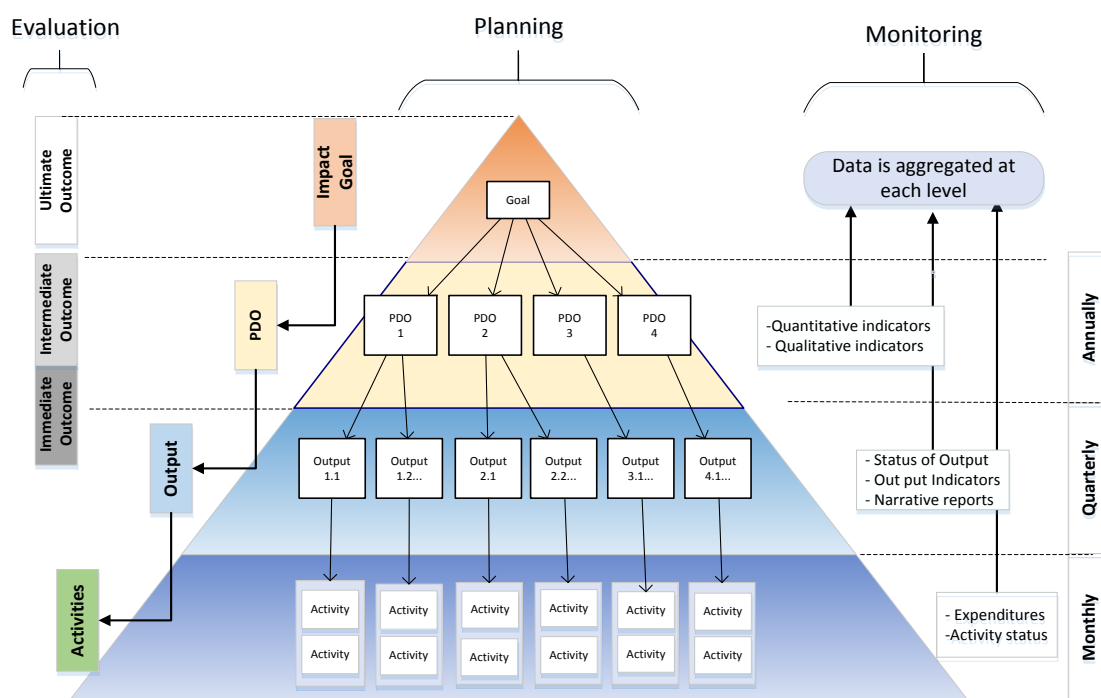 Evaluation
Planning
Monitoring
Ultimate
Outcome
Intermediate
Outcome
Immediate
Outcome
Impact
Goal
PDO
Output
Activities
Goal
PDO
1
PDO
2
PDO
3
PDO
4
Output
1.1
Output
1.2...
Output
2.1
Output
2.2...
Output
3.1...
Output
4.1...
Activity
Activity
Activity
Activity
Activity
Activity
Activity
Activity
Activity
Activity
Activity
Activity
Data is aggregated at
each level
-Quantitative indicators
- Qualitative indicators
- Status of Output
- Out put Indicators
- Narrative reports
- Expenditures
-Activity status
Annually
Quarterly
Monthly